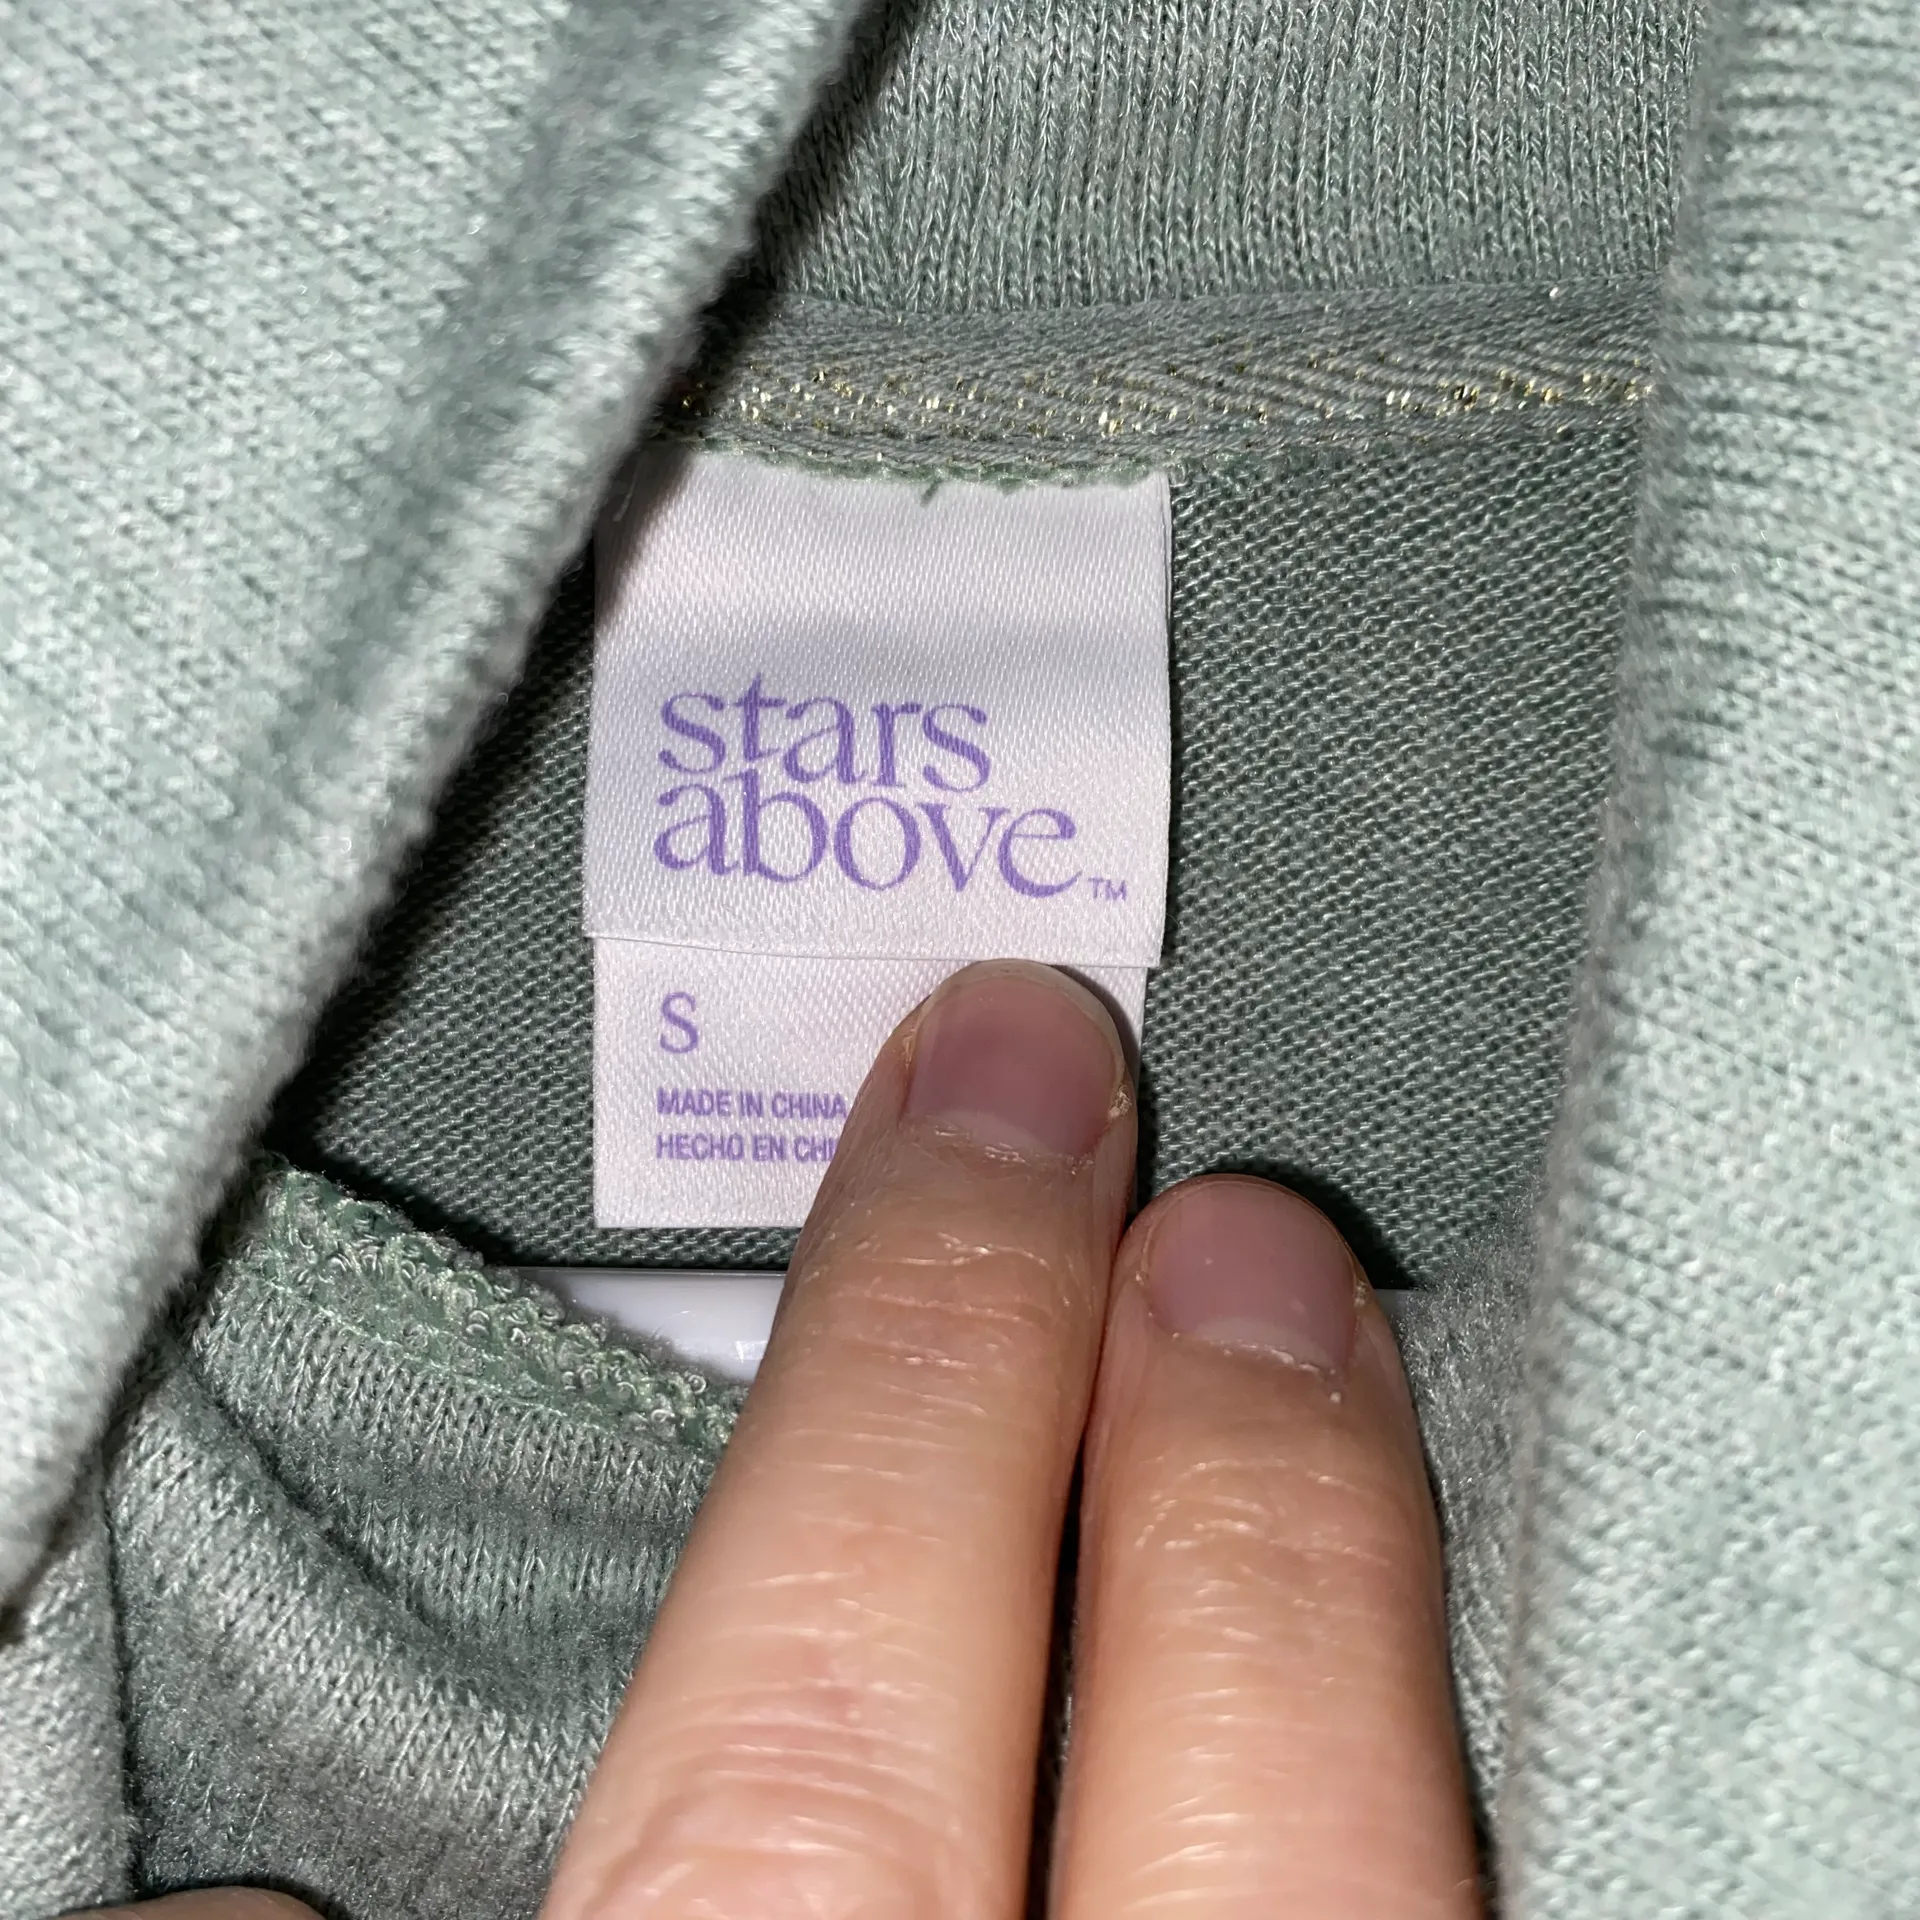 stars
above™
S
MADE IN CHINA
HECHO EN